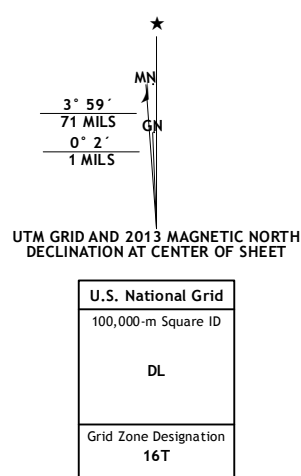 ★
MN
3° 59´
71 MILS
GN
0° 2´
1 MILS
UTM GRID AND 2013 MAGNETIC NORTH
DECLINATION AT CENTER OF SHEET
U.S. National Grid
100,000-m Square ID
DL
Grid Zone Designation
16T